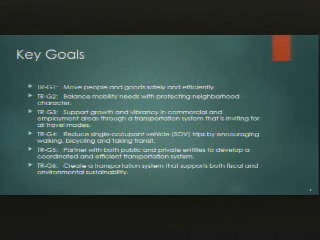 Key Goals
TR-G1: Move people and goods safely and efficiently.
TR-G2: Balance mobility needs with protecting neighborhood
character.
TR-G3: Support growth and vibrancy in commercial and
employment areas through a transportation system that is inviting for
all travel modes.
TR-G4: Reduce single-occupant vehicle (SOV) trips by encouraging
walking, bicycling and taking transit.
TR-G5: Partner with both public and private entities to develop a
coordinated and efficient transportation system.
TR-G6: Create a transportation system that supports both fiscal and
environmental sustainability.